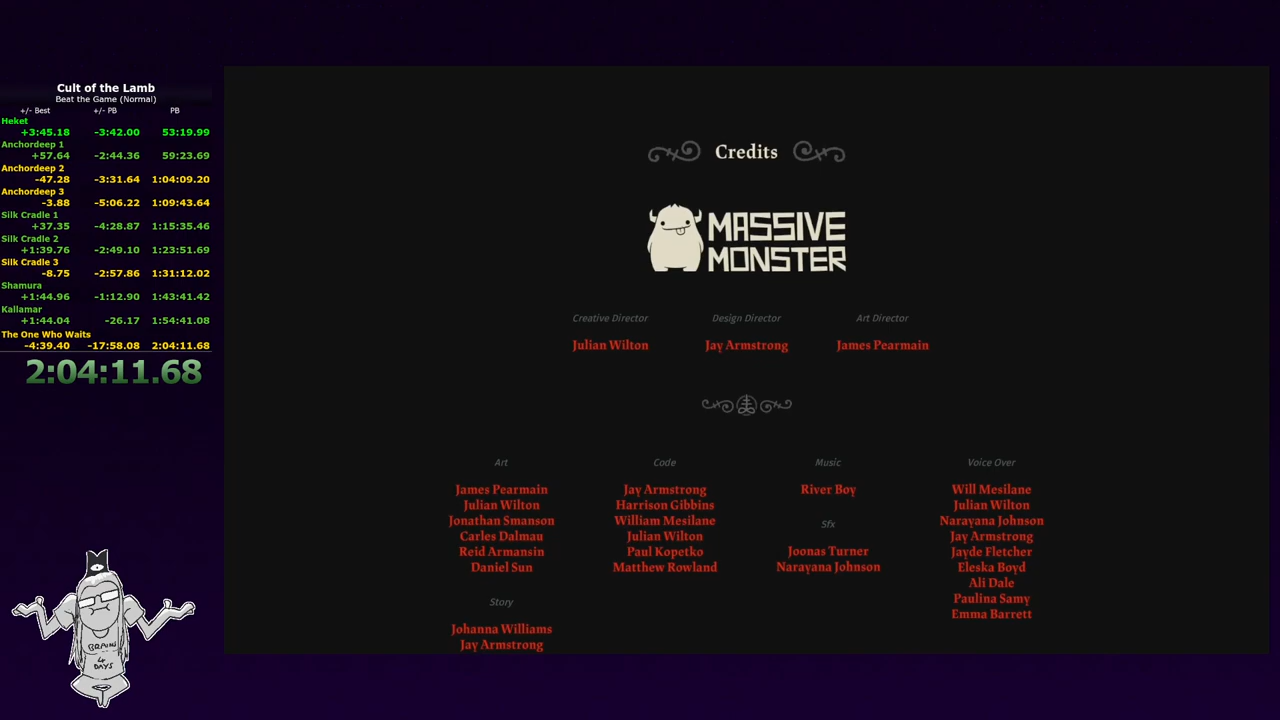 Cult of the Lamb
Beat the Game (Normal)
+/- Best +/- PB PB
Heket
+3:45.18 -3:42.00 53:19.99
Anchordeep 1
+57.64 -2:44.36 59:23.69
Anchordeep 2
-47.28 -3:31.64 1:04:09.20
Anchordeep 3
-3.88 -5:06.22 1:09:43.64
Silk Cradle 1
+37.35 -4:28.87 1:15:35.46
Silk Cradle 2
+1:39.76 -2:49.10 1:23:51.69
Silk Cradle 3
-8.75 -2:57.86 1:31:12.02
Shamura
+1:44.96 -1:12.90 1:43:41.42
Kallamar
+1:44.04 -26.17 1:54:41.08
The One Who Waits
-4:39.40 -17:58.08 2:04:11.68
2:04:11.68
BRAINS
4
DAYS
Credits
MASSIVE
MONSTER
Creative Director Design Director Art Director
Julian Wilton Jay Armstrong James Pearmain
Art
James Pearmain
Julian Wilton
Jonathan Smanson
Carles Dalmau
Reid Armansin
Daniel Sun
Story
Johanna Williams
Jay Armstrong
Code
Jay Armstrong
Harrison Gibbins
William Mesilane
Julian Wilton
Paul Kopetko
Matthew Rowland
Music
River Boy
Sfx
Joonas Turner
Narayana Johnson
Voice Over
Will Mesilane
Julian Wilton
Narayana Johnson
Jay Armstrong
Jayde Fletcher
Eleska Boyd
Ali Dale
Paulina Samy
Emma Barrett